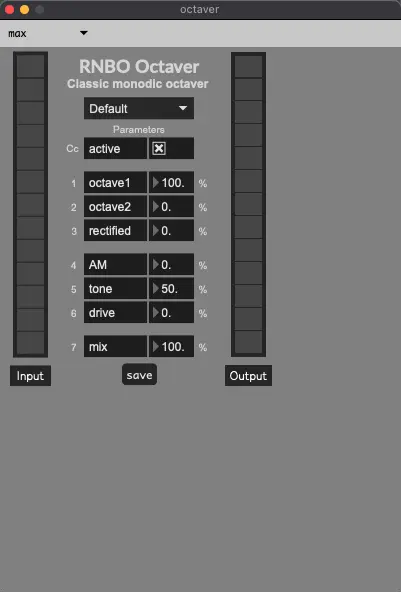 octaver
max
RNBO Octaver
Classic monodic octaver
Default
Parameters
Cc active
1 octave1 100. %
2 octave2 0. %
3 rectified 0. %
4 AM 0. %
5 tone 50. %
6 drive 0. %
7 mix 100. %
Input save Output